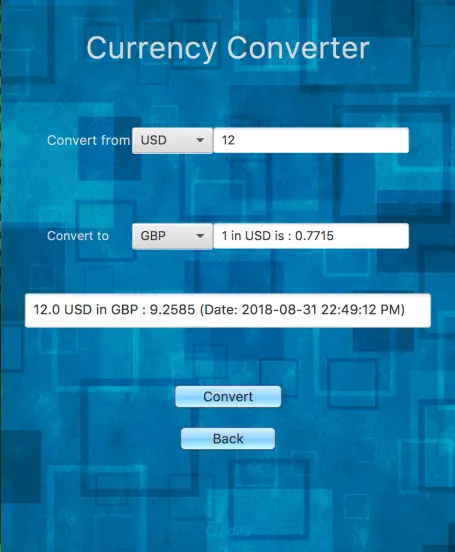 Currency Converter
Convert from USD 12
Convert to GBP 1 in USD is : 0.7715
12.0 USD in GBP : 9.2585 (Date: 2018-08-31 22:49:12 PM)
Convert
Back
Credits